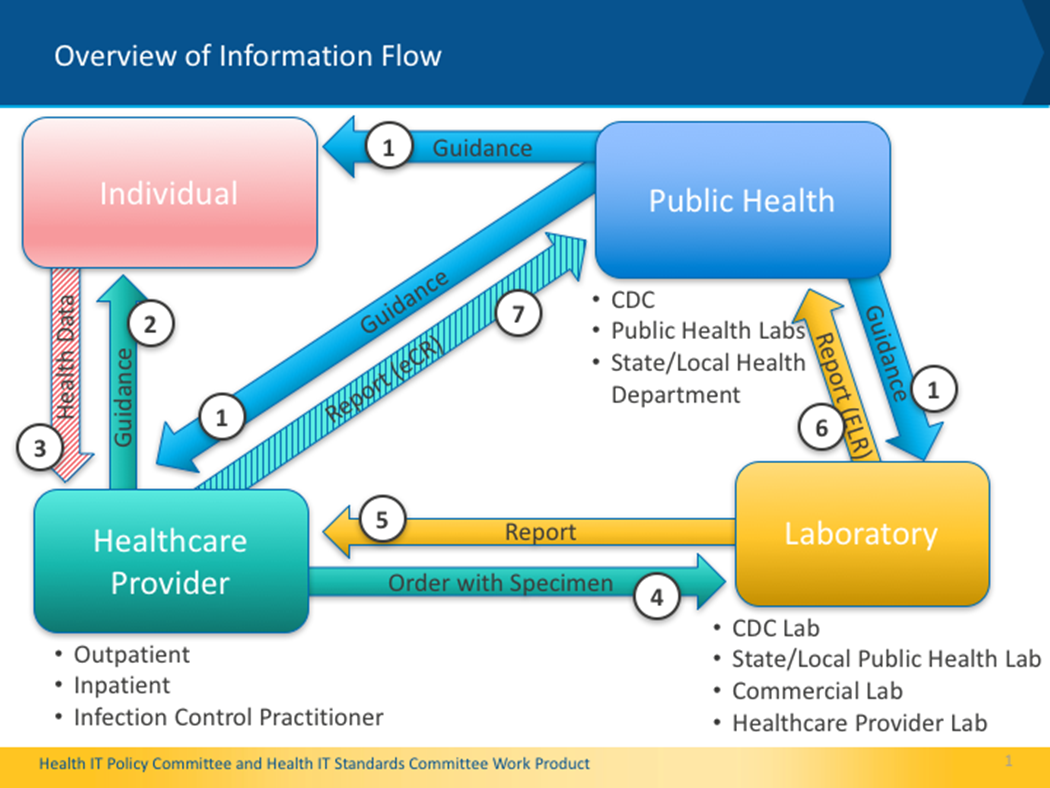 Overview of Information Flow
Individual
1
Guidance
Public Health
Health Data
3
Guidance
2
Guidance
1
Report (eCR)
7
• CDC
• Public Health Labs
• State/Local Health
Department
Report (ELR)
6
Guidance
1
Healthcare
Provider
5
Report
Order with Specimen
4
Laboratory
• Outpatient
• Inpatient
• Infection Control Practitioner
• CDC Lab
• State/Local Public Health Lab
• Commercial Lab
• Healthcare Provider Lab
Health IT Policy Committee and Health IT Standards Committee Work Product
1